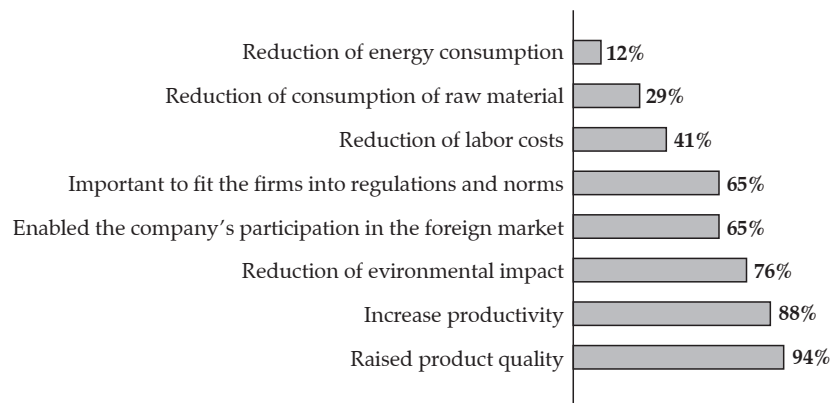 Reduction of energy consumption 12%
Reduction of consumption of raw material 29%
Reduction of labor costs 41%
Important to fit the firms into regulations and norms 65%
Enabled the company's participation in the foreign market 65%
Reduction of evironmental impact 76%
Increase productivity 88%
Raised product quality 94%